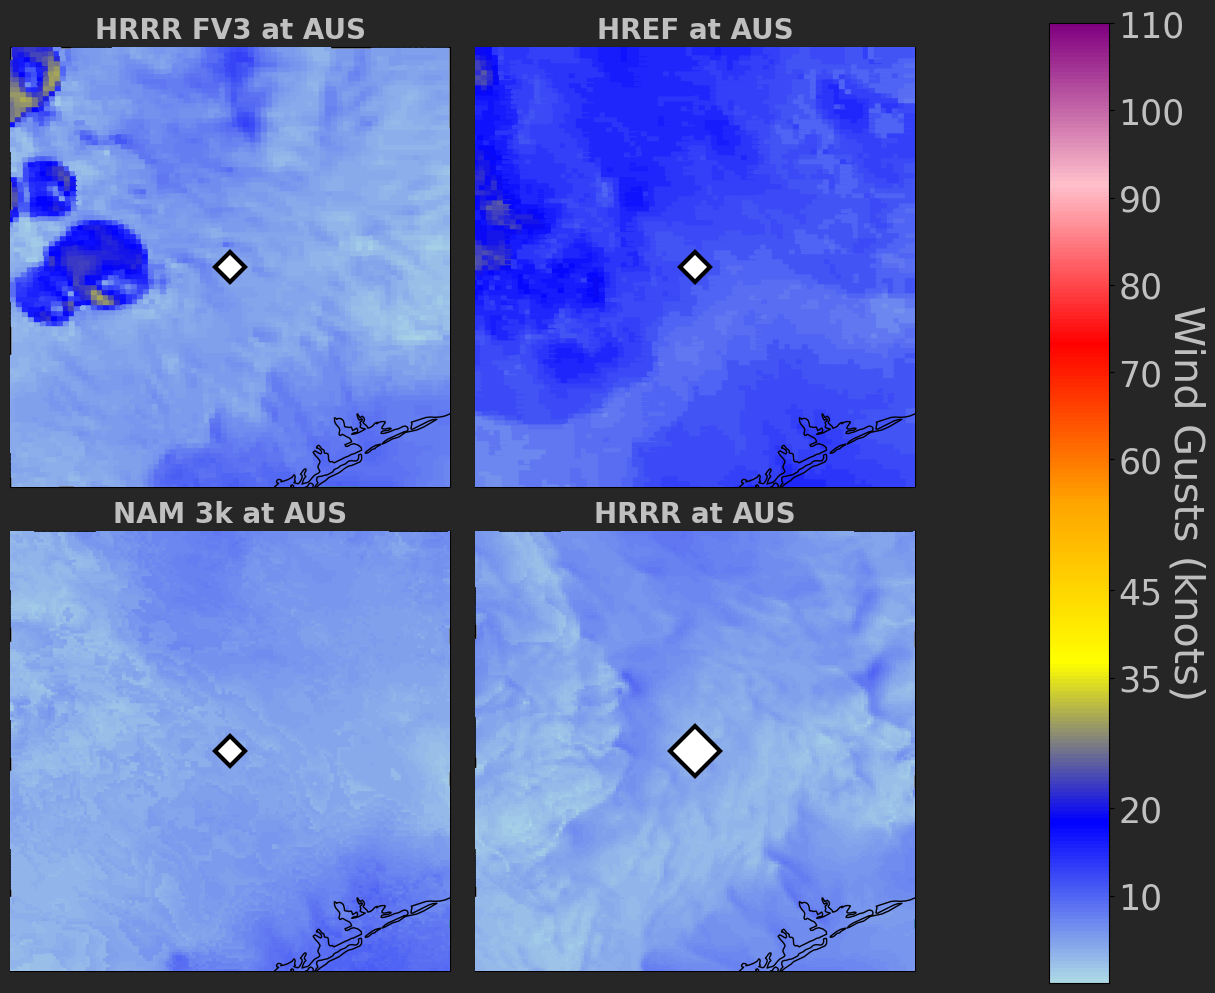 HRRR FV3 at AUS
HREF at AUS
NAM 3k at AUS
HRRR at AUS
110
100
90
80
70
60
45
35
20
10
Wind Gusts (knots)